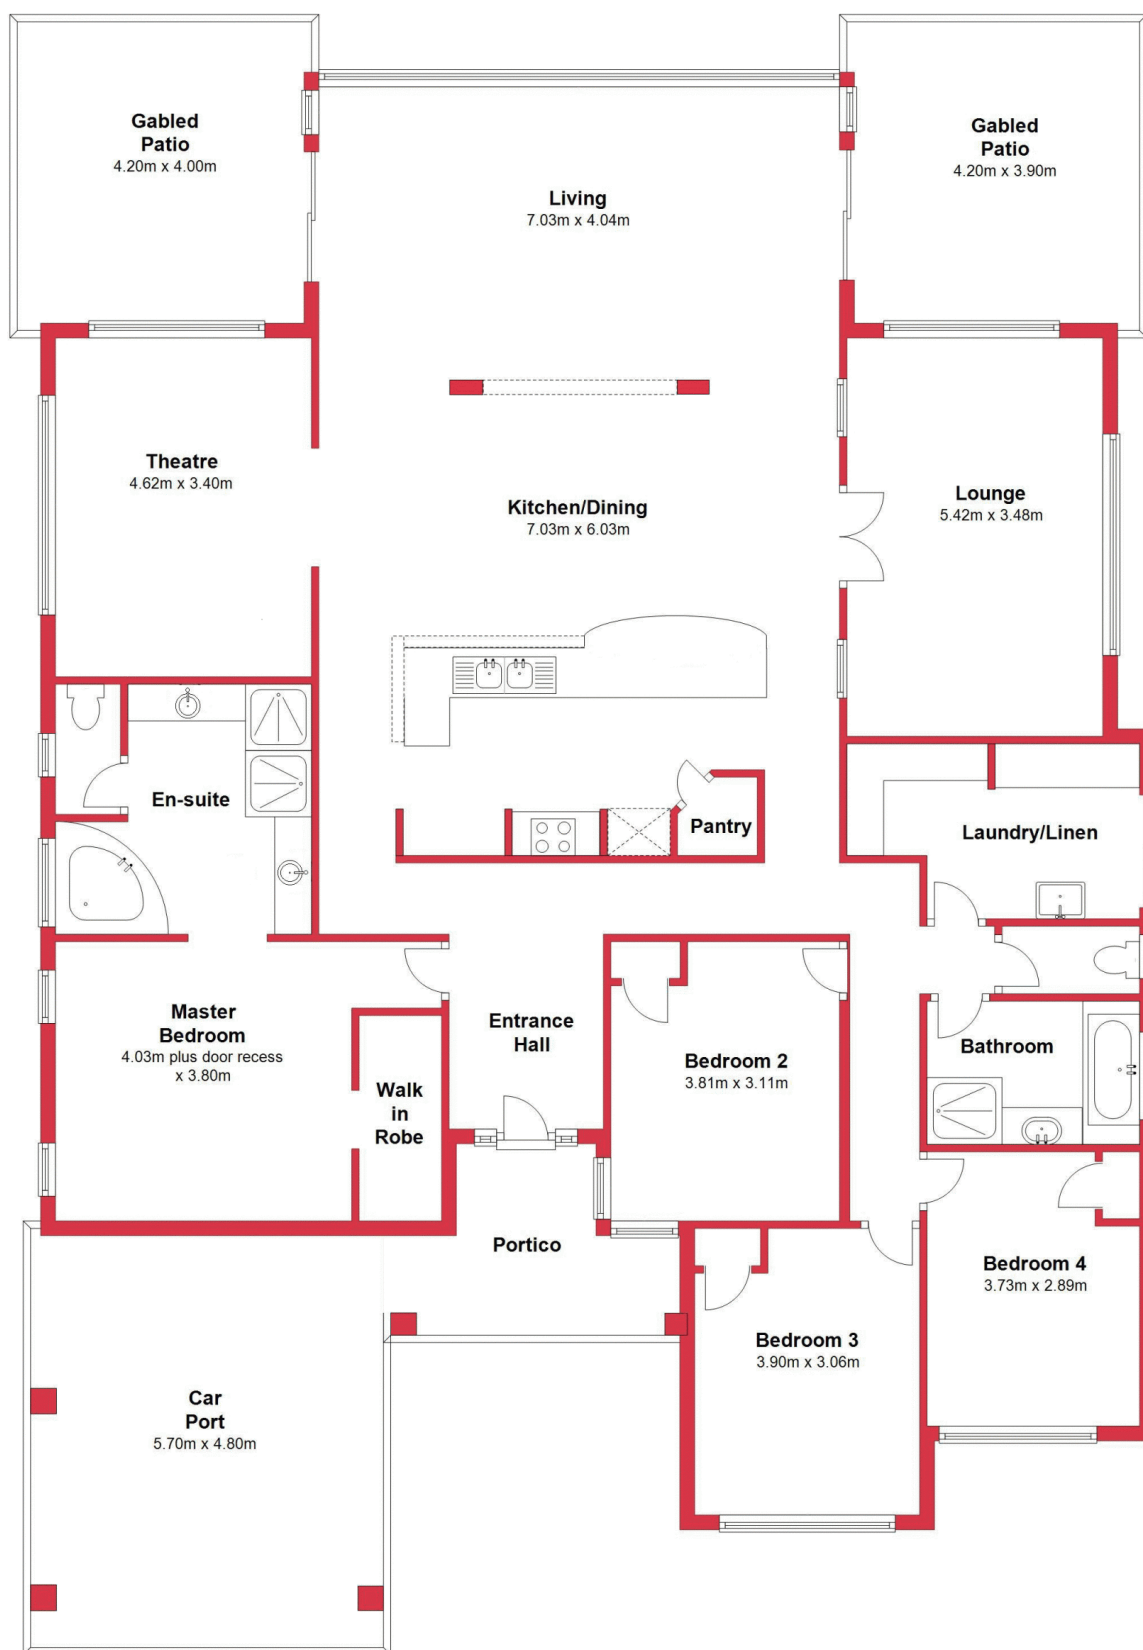 Gabled
Patio
4.20m x 4.00m
Gabled
Patio
4.20m x 3.90m
Living
7.03m x 4.04m
Theatre
4.62m x 3.40m
Kitchen/Dining
7.03m x 6.03m
Lounge
5.42m x 3.48m
En-suite
Pantry
Laundry/Linen
Master
Bedroom
4.03m plus door recess
x 3.80m
Walk
in
Robe
Entrance
Hall
Bedroom 2
3.81m x 3.11m
Bathroom
Portico
Bedroom 4
3.73m x 2.89m
Bedroom 3
3.90m x 3.06m
Car
Port
5.70m x 4.80m